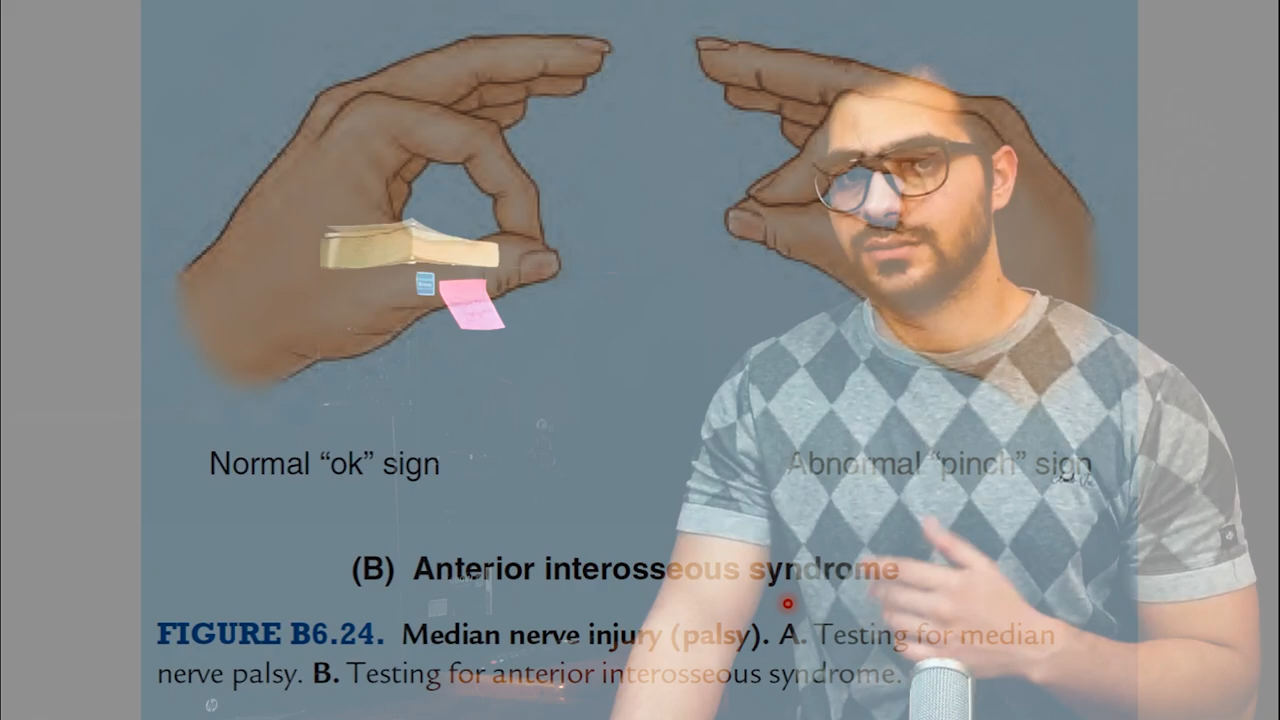 Normal “ok” sign
Abnormal “pinch” sign
(B) Anterior interosseous syndrome
FIGURE B6.24. Median nerve injury (palsy). A. Testing for median
nerve palsy. B. Testing for anterior interosseous syndrome.